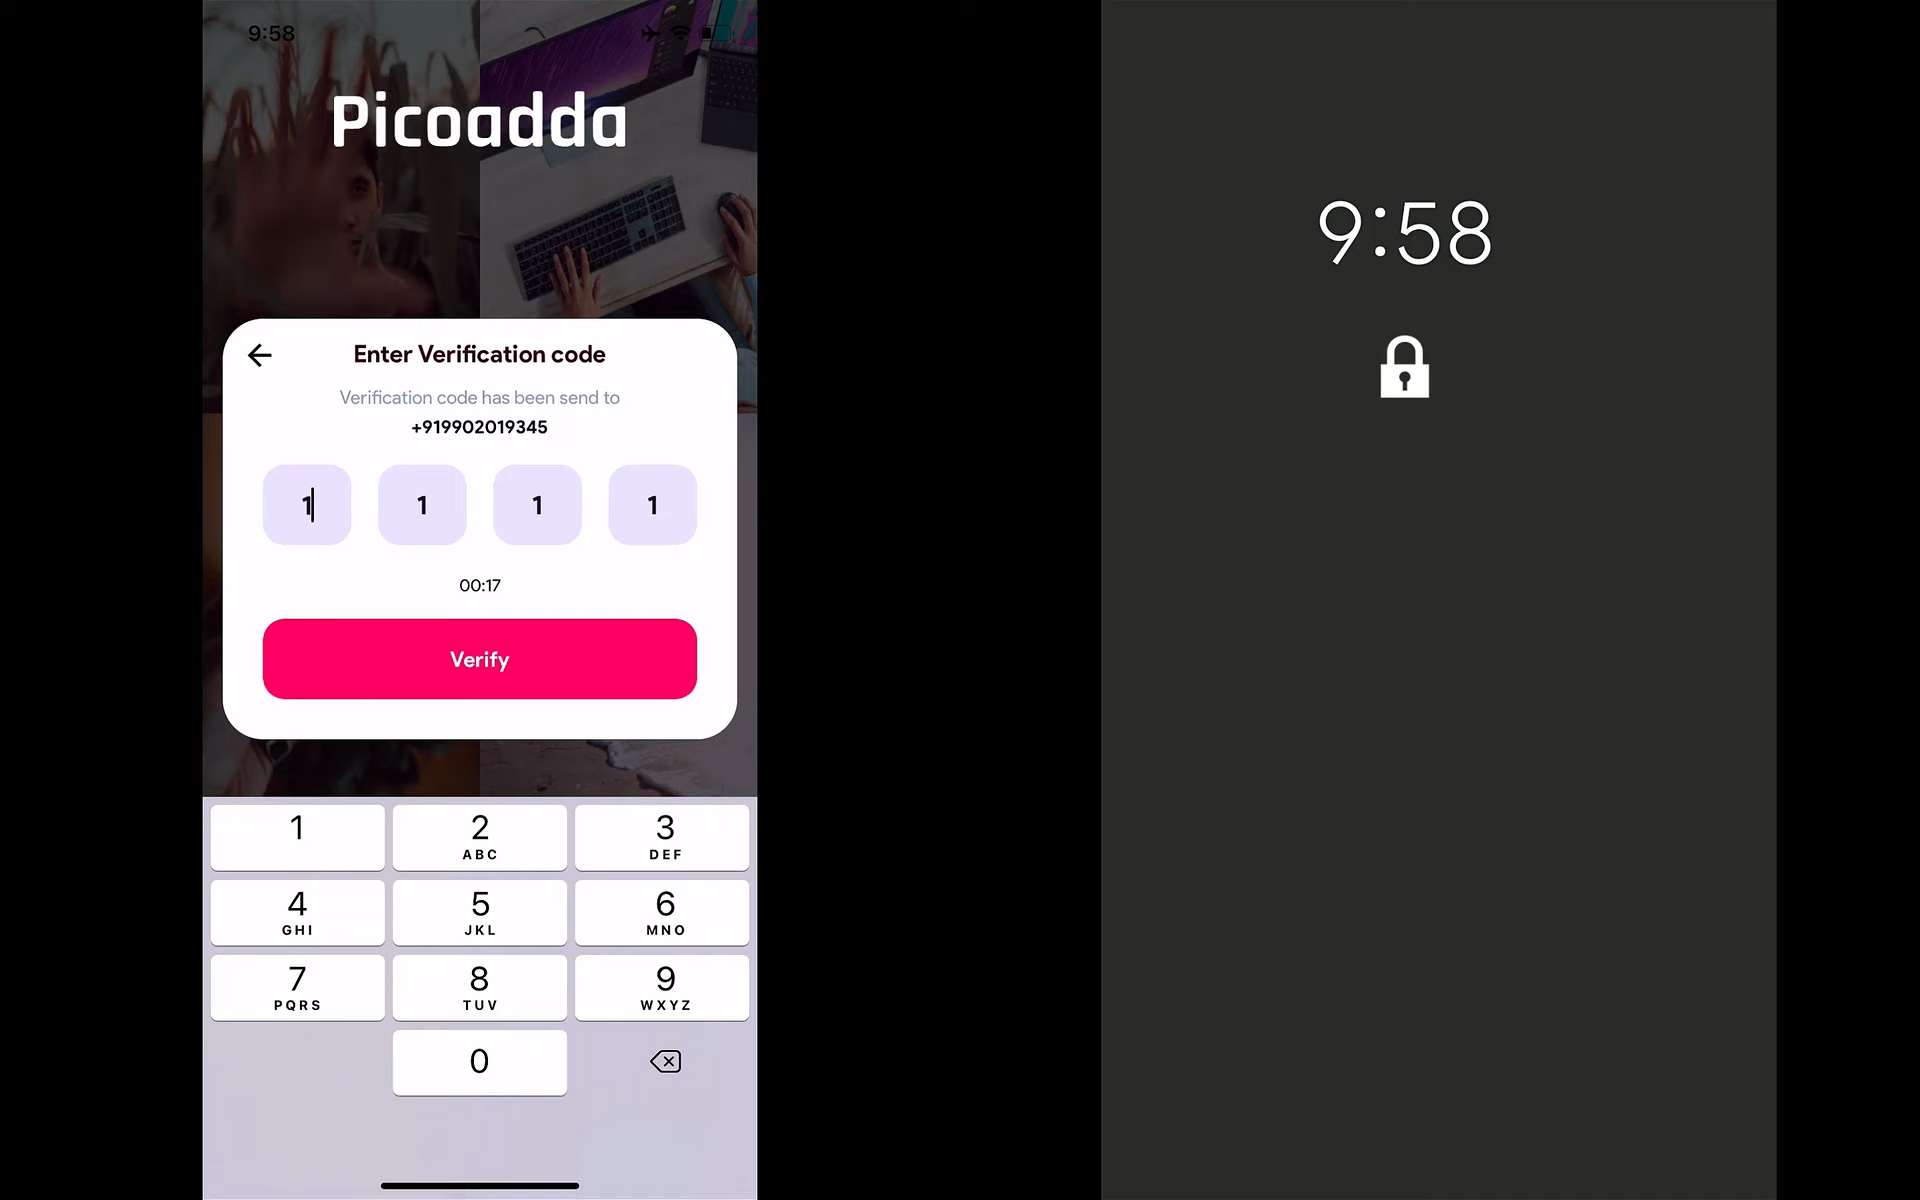 9:58
Picoadda
Enter Verification code
Verification code has been send to
+919902019345
1 1 1 1
00:17
Verify
1 2 3
ABC DEF
4 5 6
GHI JKL MNO
7 8 9
PQRS TUV WXYZ
0
9:58